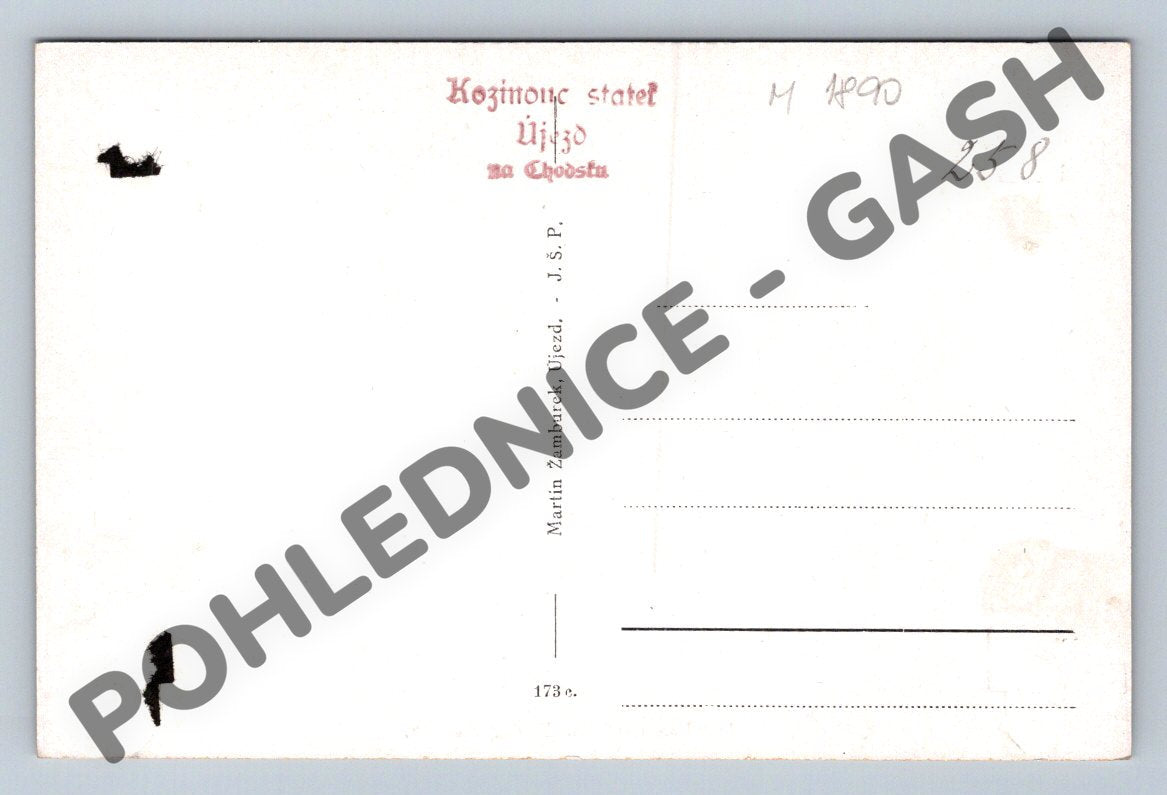 Kozinouc statek
Újezd
na Chodsku
M 1890
258
Martin Žamburek, Újezd. - J. Š. P.
173 c.
POHLEDNICE - GASH